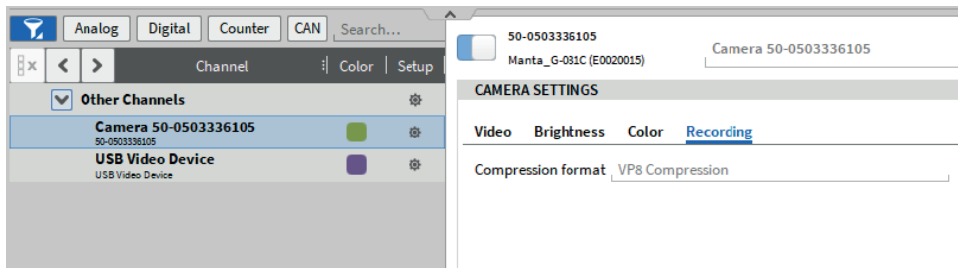 Analog Digital Counter CAN Search...
Channel Color Setup
Other Channels
Camera 50-0503336105
50-0503336105
USB Video Device
USB Video Device
50-0503336105
Manta_G-031C (E0020015)
Camera 50-0503336105
CAMERA SETTINGS
Video Brightness Color Recording
Compression format VP8 Compression